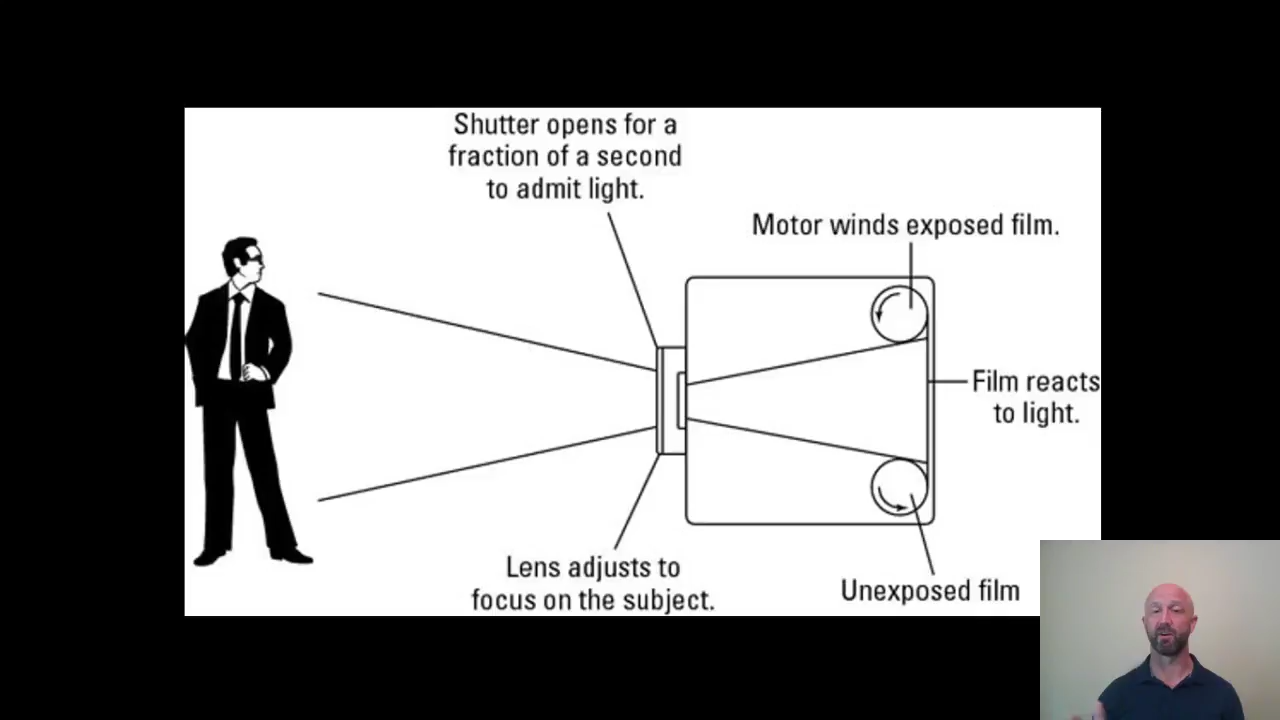 Shutter opens for a
fraction of a second
to admit light.
Motor winds exposed film.
Film reacts
to light.
Lens adjusts to
focus on the subject.
Unexposed film